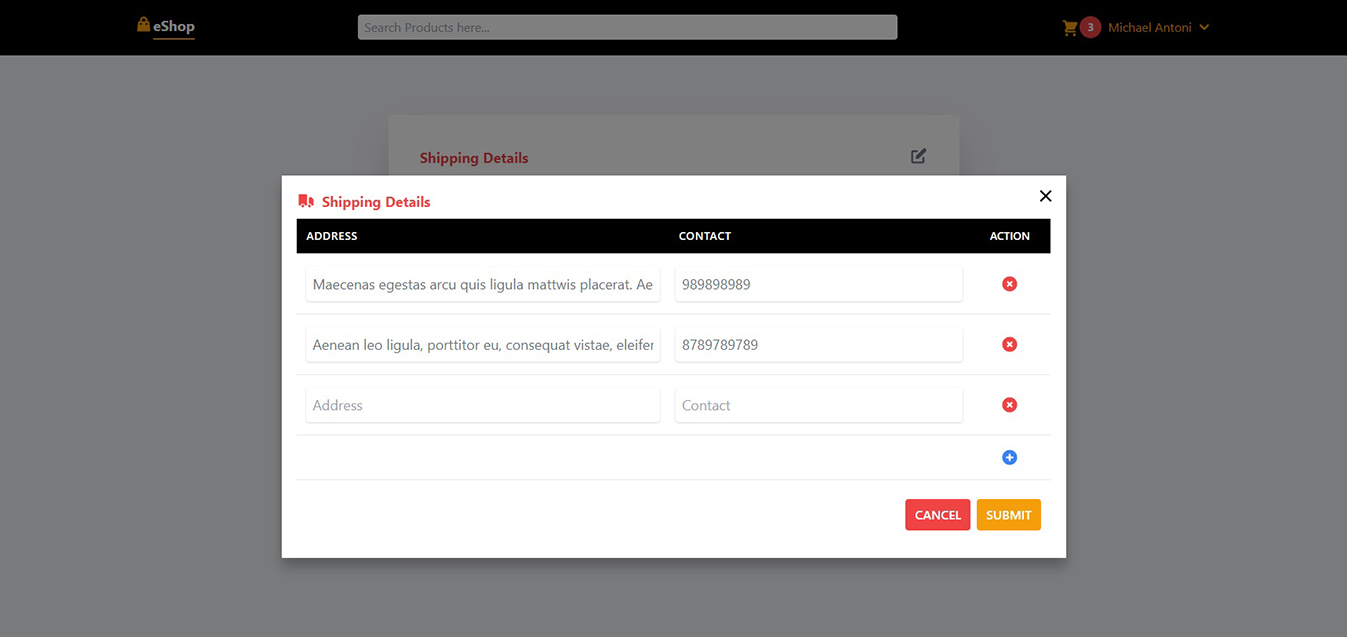 eShop
Search Products here...
3
Michael Antoni
Shipping Details
Shipping Details
ADDRESS CONTACT ACTION
Maecenas egestas arcu quis ligula mattwis placerat. Ae 989898989
Aenean leo ligula, porttitor eu, consequat vistae, eleifer 8789789789
Address Contact
CANCEL SUBMIT